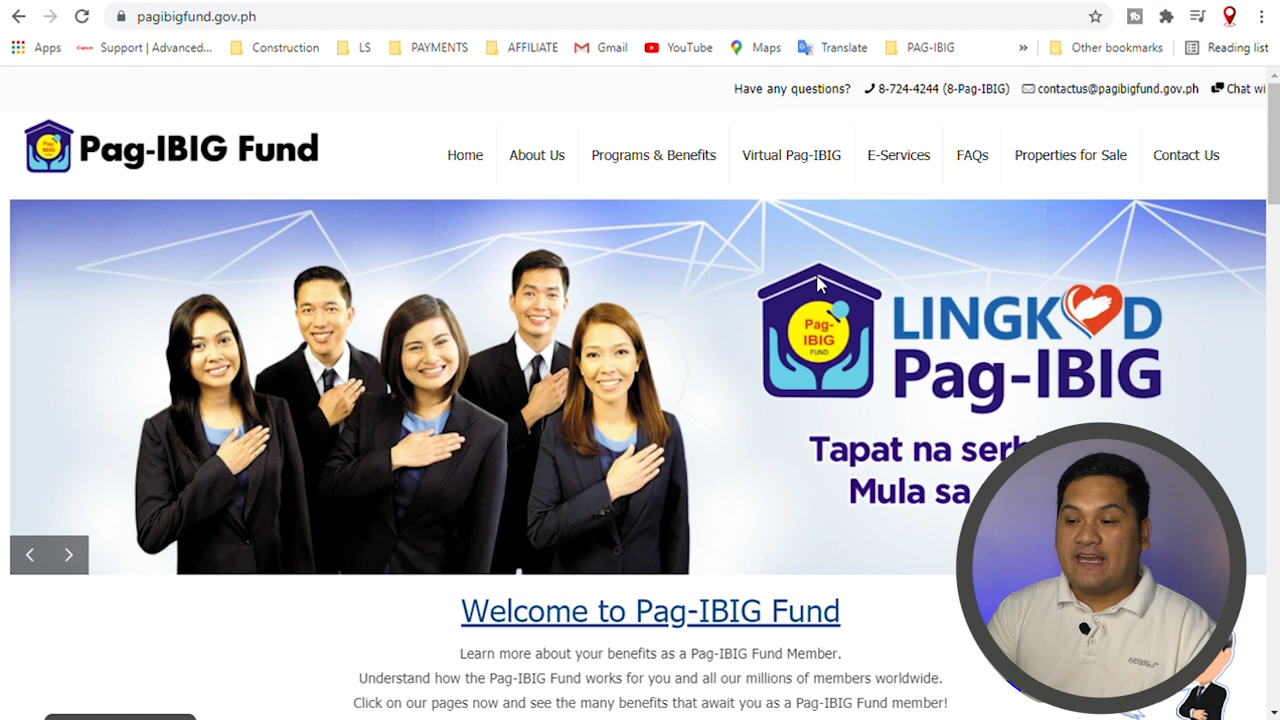 pagibigfund.gov.ph
Apps Support | Advanced... Construction LS PAYMENTS AFFILIATE Gmail YouTube Maps Translate PAG-IBIG » Other bookmarks Reading list
Have any questions? 8-724-4244 (8-Pag-IBIG) contactus@pagibigfund.gov.ph Chat wi
Pag-IBIG Fund
Home About Us Programs & Benefits Virtual Pag-IBIG E-Services FAQs Properties for Sale Contact Us
Pag-
IBIG
FUND
LINGKOD
Pag-IBIG
Tapat na
Mula sa
Welcome to Pag-IBIG Fund
Learn more about your benefits as a Pag-IBIG Fund Member.
Understand how the Pag-IBIG Fund works for you and all our millions of members worldwide.
Click on our pages now and see the many benefits that await you as a Pag-IBIG Fund member!